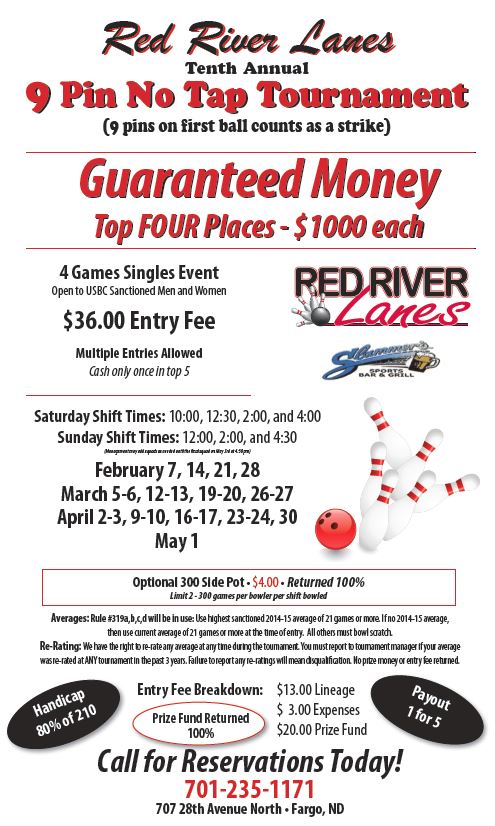 Red River Lanes
Tenth Annual
9 Pin No Tap Tournament
(9 pins on first ball counts as a strike)
Guaranteed Money
Top FOUR Places - $1000 each
4 Games Singles Event
Open to USBC Sanctioned Men and Women
$36.00 Entry Fee
Multiple Entries Allowed
Cash only once in top 5
RED RIVER
Lanes
Slammer's
SPORTS
BAR & GRILL
Saturday Shift Times: 10:00, 12:30, 2:00, and 4:00
Sunday Shift Times: 12:00, 2:00, and 4:30
February 7, 14, 21, 28
March 5-6, 12-13, 19-20, 26-27
April 2-3, 9-10, 16-17, 23-24, 30
May 1
Optional 300 Side Pot • $4.00 • Returned 100%
Limit 2 - 300 games per bowler per shift bowled
Averages: Rule #319a,b,c,d will be in use: Use highest sanctioned 2014-15 average of 21 games or more. If no 2014-15 average,
then use current average of 21 games or more at the time of entry. All others must bowl scratch.
Re-Rating: We have the right to re-rate any average at any time during the tournament. You must report to tournament manager if your average
was re-rated at ANY tournament in the past 3 years. Failure to report any re-ratings will mean disqualification. No prize money or entry fee returned.
Handicap
80% of 210
Entry Fee Breakdown:
$13.00 Lineage
$ 3.00 Expenses
$20.00 Prize Fund
Prize Fund Returned
100%
Payout
1 for 5
Call for Reservations Today!
701-235-1171
707 28th Avenue North • Fargo, ND